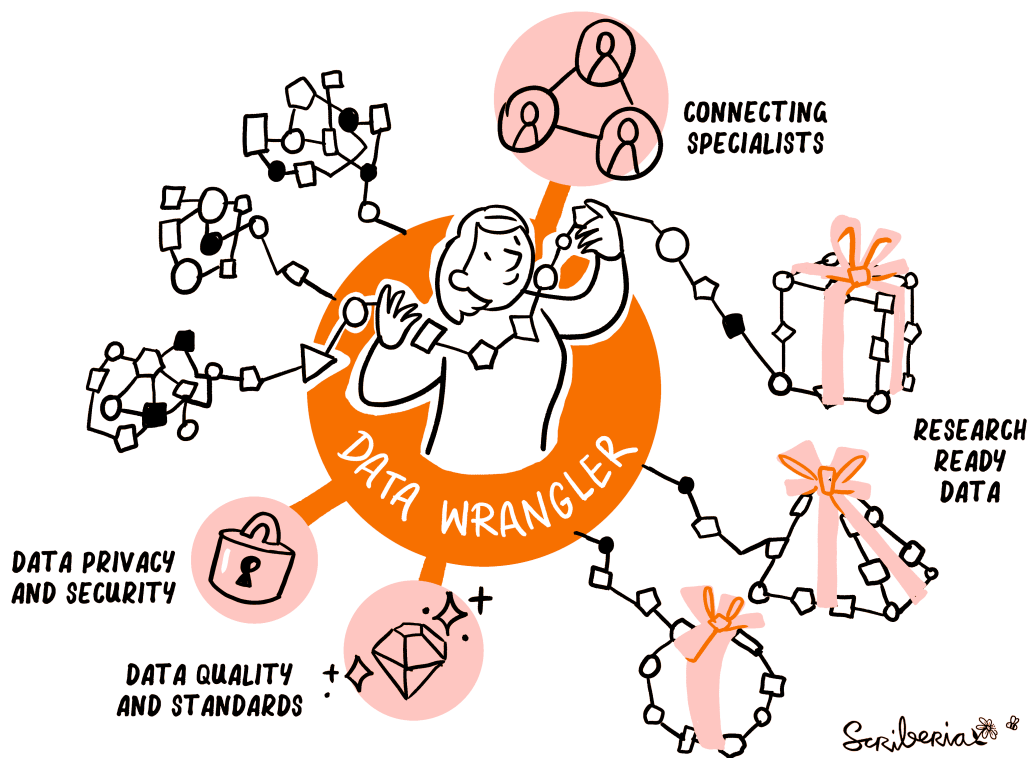 CONNECTING
SPECIALISTS
DATA WRANGLER
RESEARCH
READY
DATA
DATA PRIVACY
AND SECURITY
DATA QUALITY
AND STANDARDS
Scriberia